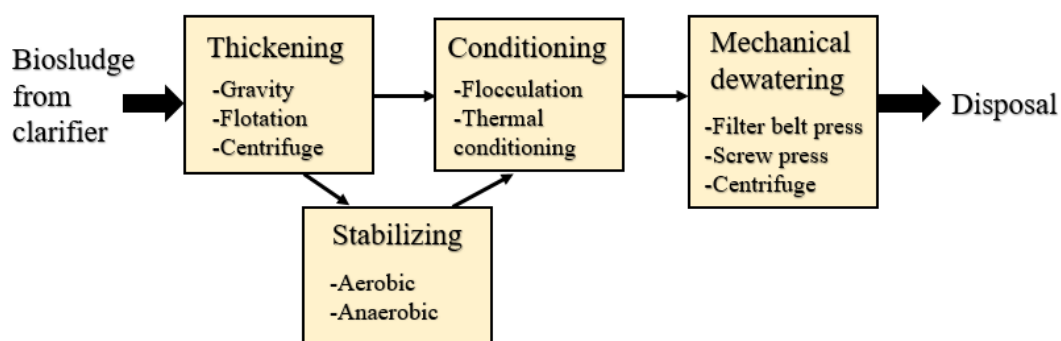 Biosludge
from
clarifier
Thickening
-Gravity
-Flotation
-Centrifuge
Conditioning
-Flocculation
-Thermal
conditioning
Mechanical
dewatering
-Filter belt press
-Screw press
-Centrifuge
Disposal
Stabilizing
-Aerobic
-Anaerobic